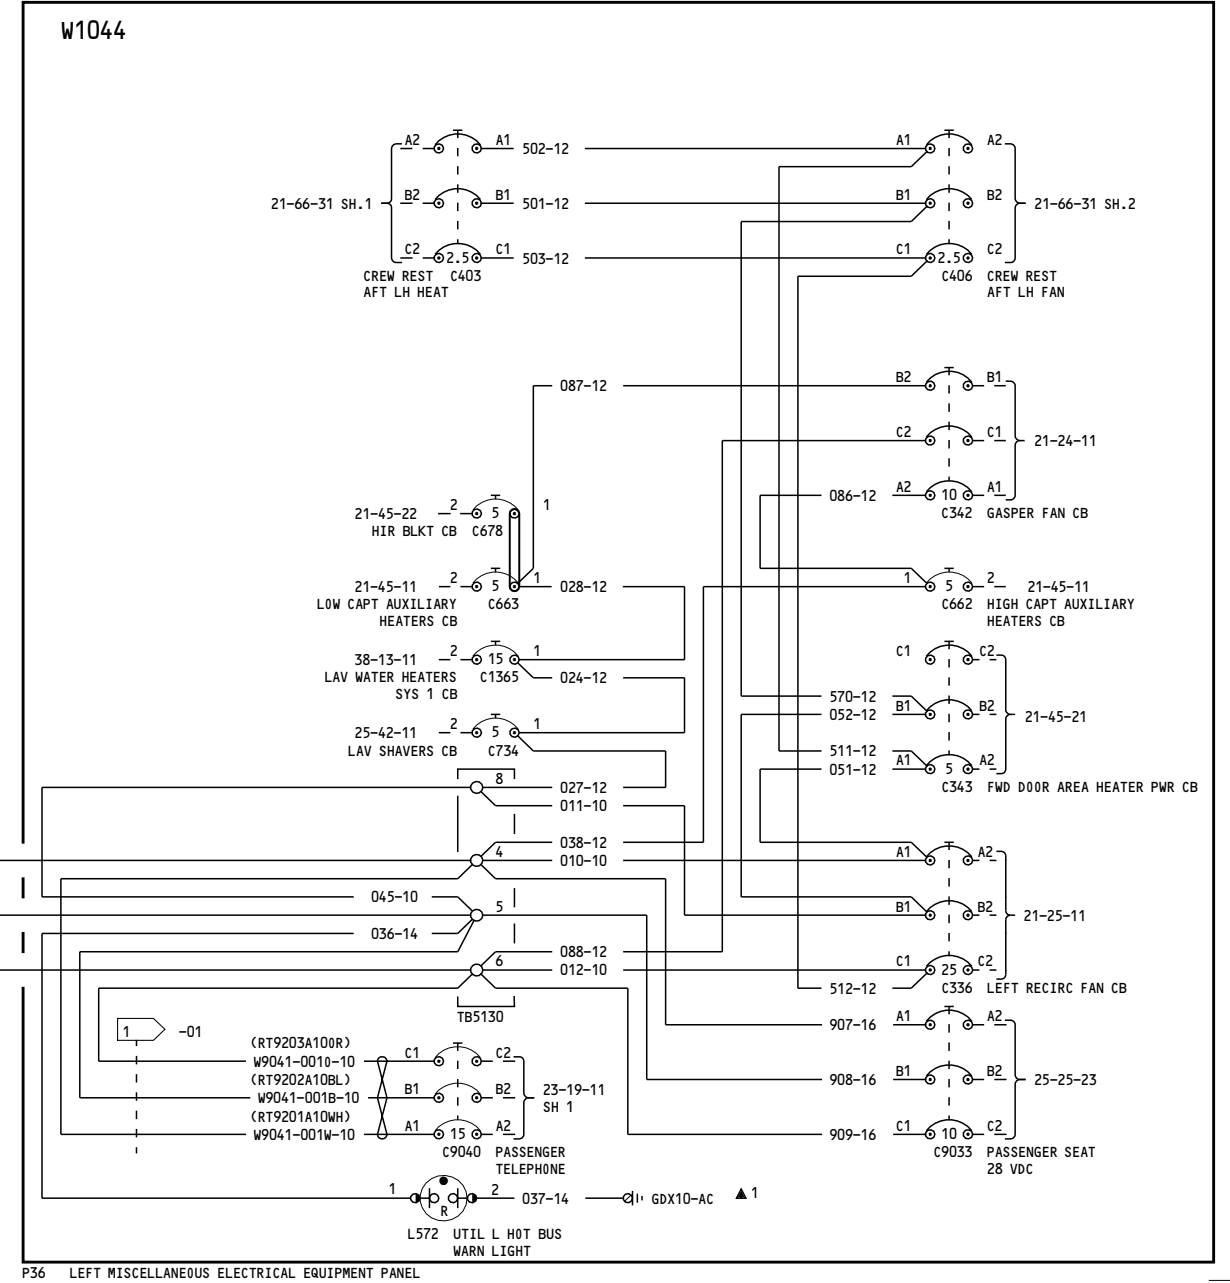 W1044
A2 A1 502-12 A1 A2
21-66-31 SH.1 B2 B1 501-12 B1 B2 21-66-31 SH.2
C2 C1 503-12 C1 C2
2.5 2.5
CREW REST C403 C406 CREW REST
AFT LH HEAT AFT LH FAN
087-12 B2 B1
C2 C1 21-24-11
086-12 A2 10 A1
C342 GASPER FAN CB
21-45-22 2 5 1
HIR BLKT CB C678
21-45-11 2 5 1 028-12 1 5 2 21-45-11
LOW CAPT AUXILIARY C663 C662 HIGH CAPT AUXILIARY
HEATERS CB HEATERS CB
38-13-11 2 15 1 C1 C2
LAV WATER HEATERS C1365 024-12
SYS 1 CB
570-12
052-12 B1 B2 21-45-21
25-42-11 2 5 1
LAV SHAVERS CB C734
511-12
051-12 A1 5 A2
C343 FWD DOOR AREA HEATER PWR CB
8 027-12
011-10
038-12
4 010-10 A1 A2
045-10
5 B1 B2 21-25-11
036-14
088-12
6 012-10 C1 25 C2
512-12 C336 LEFT RECIRC FAN CB
TB5130
907-16 A1 A2
1 -01
(RT9203A100R)
W9041-0010-10 C1 C2
(RT9202A10BL)
908-16 B1 B2 25-25-23
W9041-001B-10 B1 B2 23-19-11
SH 1
(RT9201A10WH)
W9041-001W-10 A1 15 A2
909-16 C1 10 C2
C9040 PASSENGER
TELEPHONE
C9033 PASSENGER SEAT
28 VDC
1 R 2 037-14 GDX10-AC 1
L572 UTIL L HOT BUS
WARN LIGHT
P36 LEFT MISCELLANEOUS ELECTRICAL EQUIPMENT PANEL